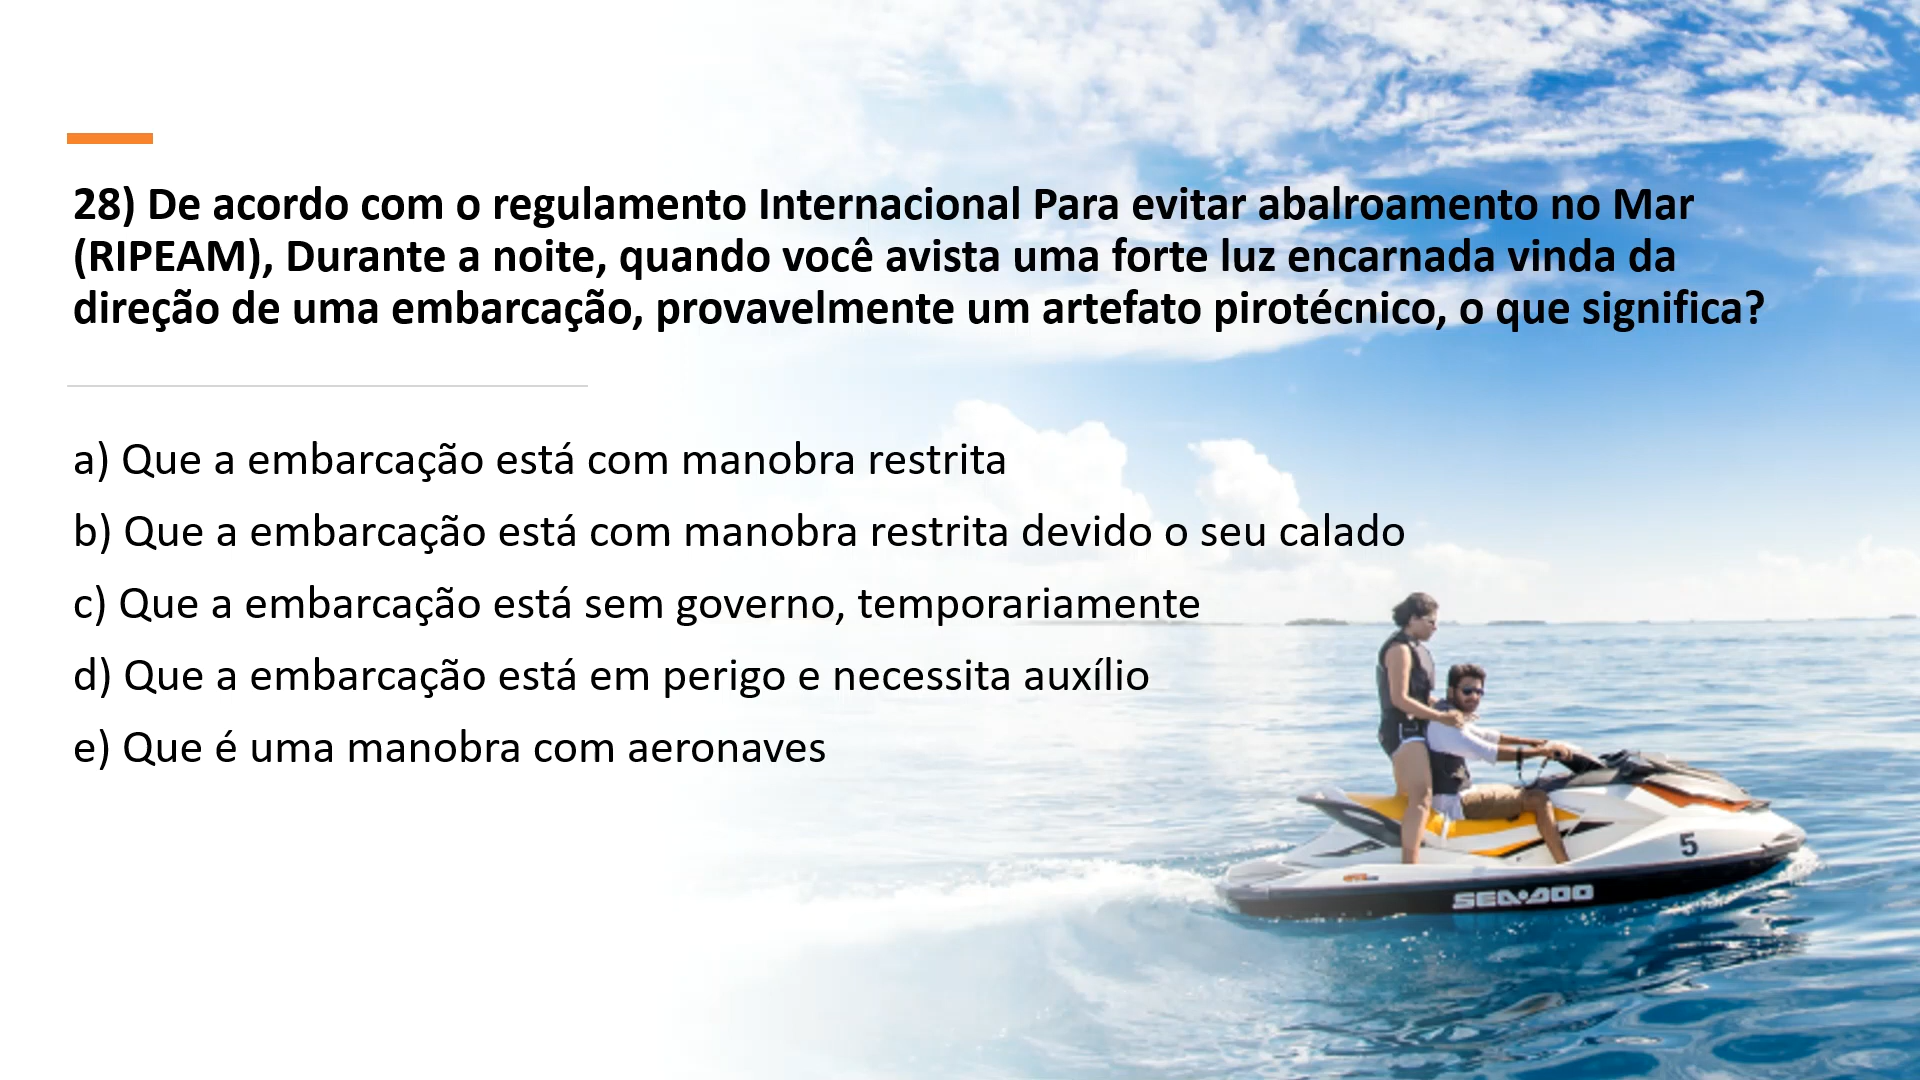 28) De acordo com o regulamento Internacional Para evitar abalroamento no Mar
(RIPEAM), Durante a noite, quando você avista uma forte luz encarnada vinda da
direção de uma embarcação, provavelmente um artefato pirotécnico, o que significa?
a) Que a embarcação está com manobra restrita
b) Que a embarcação está com manobra restrita devido o seu calado
c) Que a embarcação está sem governo, temporariamente
d) Que a embarcação está em perigo e necessita auxílio
e) Que é uma manobra com aeronaves
5
SEA-DOO